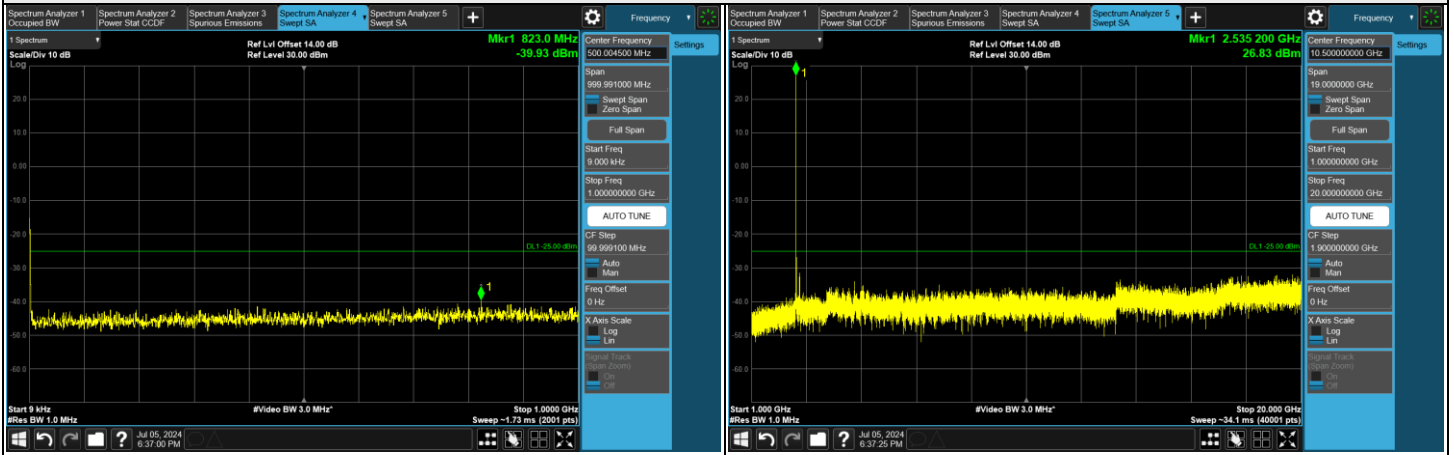 Spectrum Analyzer 1 Occupied BW
Spectrum Analyzer 2 Power Stat CCDF
Spectrum Analyzer 3 Spurious Emissions
Spectrum Analyzer 4 Swept SA
Spectrum Analyzer 5 Swept SA
Frequency
1 Spectrum
Scale/Div 10 dB
Log
Ref Lvl Offset 14.00 dB
Ref Level 30.00 dBm
Mkr1 823.0 MHz
-39.93 dBm
20.0
10.0
0.00
-10.0
-20.0
-30.0
-40.0
-50.0
-60.0
DL1 -25.00 dBm
1
Start 9 kHz
#Res BW 1.0 MHz
#Video BW 3.0 MHz*
Stop 1.0000 GHz
Sweep ~1.73 ms (2001 pts)
Center Frequency
500.004500 MHz
Settings
Span
999.991000 MHz
Swept Span
Zero Span
Full Span
Start Freq
9.000 kHz
Stop Freq
1.000000000 GHz
AUTO TUNE
CF Step
99.999100 MHz
Auto
Man
Freq Offset
0 Hz
X Axis Scale
Log
Lin
Signal Track
(Span Zoom)
On
Off
?
Jul 05, 2024
6:37:00 PM
Spectrum Analyzer 1 Occupied BW
Spectrum Analyzer 2 Power Stat CCDF
Spectrum Analyzer 3 Spurious Emissions
Spectrum Analyzer 4 Swept SA
Spectrum Analyzer 5 Swept SA
Frequency
1 Spectrum
Scale/Div 10 dB
Log
Ref Lvl Offset 14.00 dB
Ref Level 30.00 dBm
Mkr1 2.535 200 GHz
26.83 dBm
1
20.0
10.0
0.00
-10.0
-20.0
-30.0
-40.0
-50.0
-60.0
DL1 -25.00 dBm
Start 1.000 GHz
#Res BW 1.0 MHz
#Video BW 3.0 MHz*
Stop 20.000 GHz
Sweep ~34.1 ms (40001 pts)
Center Frequency
10.500000000 GHz
Settings
Span
19.0000000 GHz
Swept Span
Zero Span
Full Span
Start Freq
1.000000000 GHz
Stop Freq
20.000000000 GHz
AUTO TUNE
CF Step
1.900000000 GHz
Auto
Man
Freq Offset
0 Hz
X Axis Scale
Log
Lin
Signal Track
(Span Zoom)
On
Off
?
Jul 05, 2024
6:37:25 PM